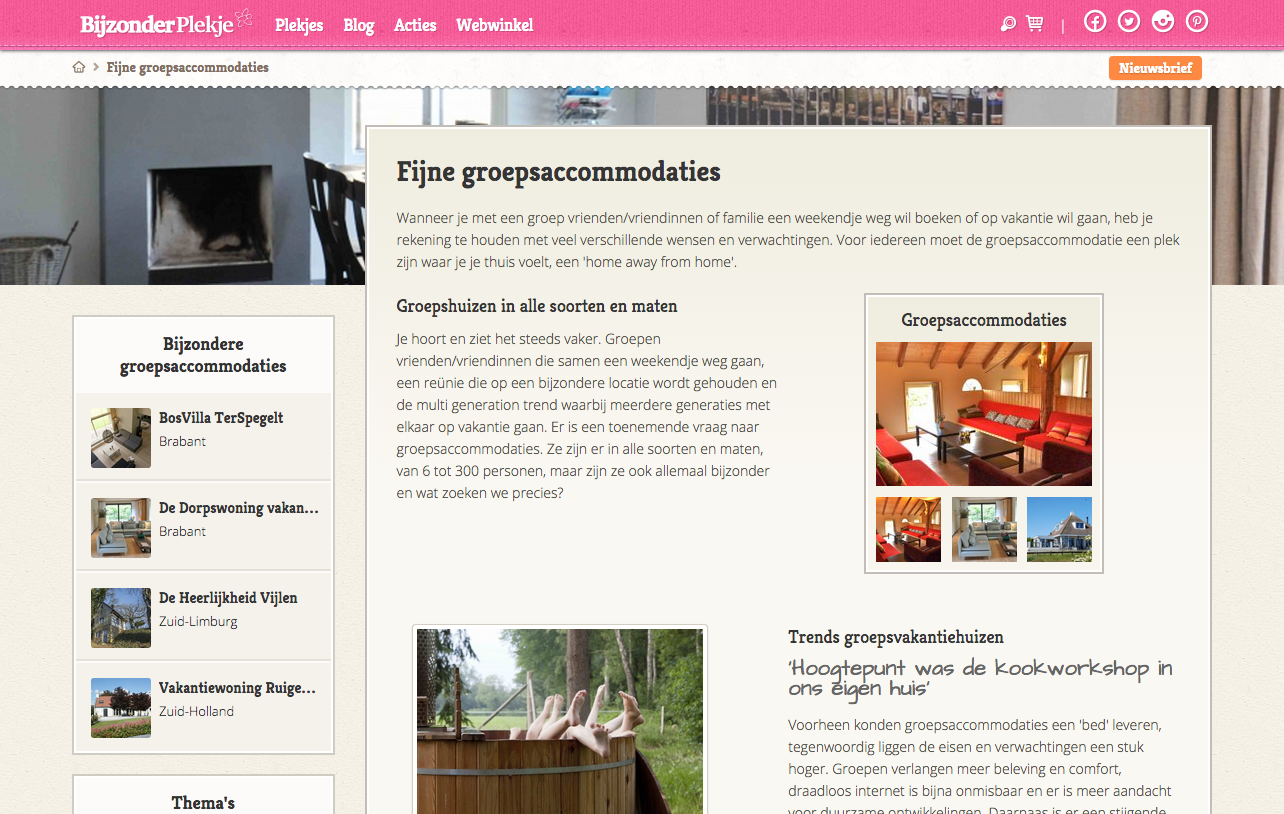 BijzonderPlekje Plekjes Blog Acties Webwinkel |
Fijne groepsaccommodaties Nieuwsbrief
Fijne groepsaccommodaties
Wanneer je met een groep vrienden/vriendinnen of familie een weekendje weg wil boeken of op vakantie wil gaan, heb je
rekening te houden met veel verschillende wensen en verwachtingen. Voor iedereen moet de groepsaccommodatie een plek
zijn waar je je thuis voelt, een 'home away from home'.
Groepshuizen in alle soorten en maten
Je hoort en ziet het steeds vaker. Groepen
vrienden/vriendinnen die samen een weekendje weg gaan,
een reünie die op een bijzondere locatie wordt gehouden en
de multi generation trend waarbij meerdere generaties met
elkaar op vakantie gaan. Er is een toenemende vraag naar
groepsaccommodaties. Ze zijn er in alle soorten en maten,
van 6 tot 300 personen, maar zijn ze ook allemaal bijzonder
en wat zoeken we precies?
Groepsaccommodaties
Bijzondere
groepsaccommodaties
BosVilla TerSpegelt
Brabant
De Dorpswoning vakan...
Brabant
De Heerlijkheid Vijlen
Zuid-Limburg
Vakantiewoning Ruige...
Zuid-Holland
Thema's
Trends groepsvakantiehuizen
'Hoogtepunt was de kookworkshop in
ons eigen huis'
Voorheen konden groepsaccommodaties een 'bed' leveren,
tegenwoordig liggen de eisen en verwachtingen een stuk
hoger. Groepen verlangen meer beleving en comfort,
draadloos internet is bijna onmisbaar en er is meer aandacht
voor duurzame ontwikkelingen. Daarnaas is er een stijgende